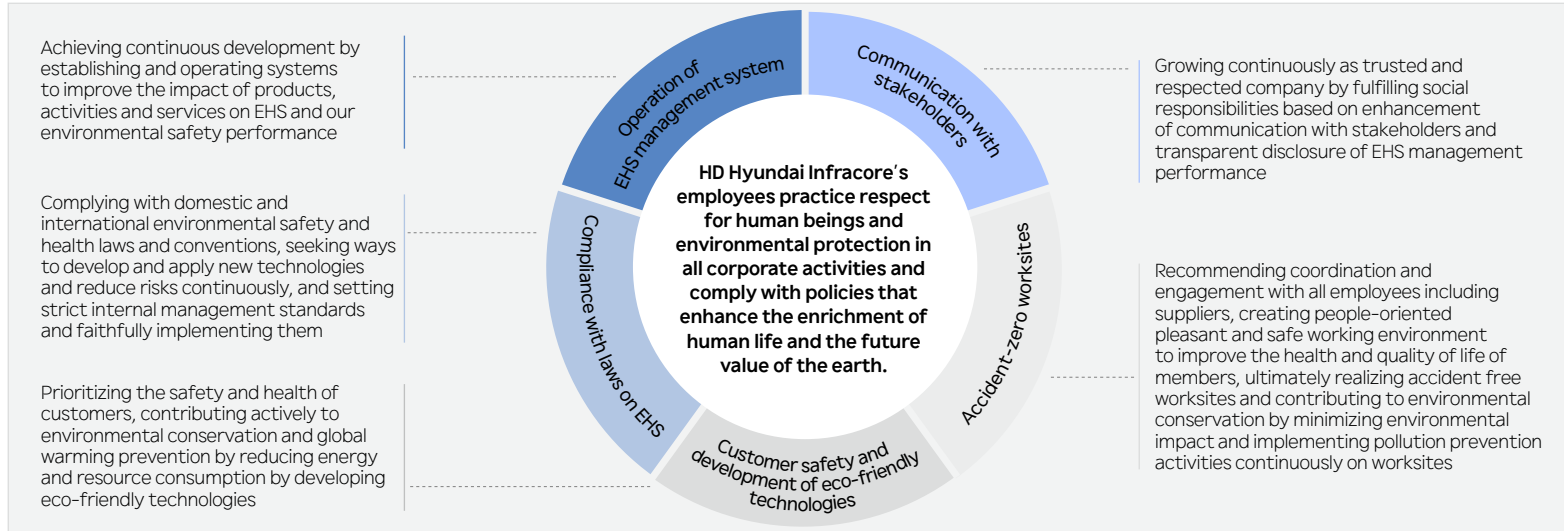 Achieving continuous development by
establishing and operating systems
to improve the impact of products,
activities and services on EHS and our
environmental safety performance
Complying with domestic and
international environmental safety and
health laws and conventions, seeking ways
to develop and apply new technologies
and reduce risks continuously, and setting
strict internal management standards
and faithfully implementing them
Prioritizing the safety and health of
customers, contributing actively to
environmental conservation and global
warming prevention by reducing energy
and resource consumption by developing
eco-friendly technologies
Operation of
EHS management system
Communication with
stakeholders
Compliance with laws on EHS
HD Hyundai Infracore's
employees practice respect
for human beings and
environmental protection in
all corporate activities and
comply with policies that
enhance the enrichment of
human life and the future
value of the earth.
Accident-zero worksites
Customer safety and
development of eco-friendly
technologies
Growing continuously as trusted and
respected company by fulfilling social
responsibilities based on enhancement
of communication with stakeholders and
transparent disclosure of EHS management
performance
Recommending coordination and
engagement with all employees including
suppliers, creating people-oriented
pleasant and safe working environment
to improve the health and quality of life of
members, ultimately realizing accident free
worksites and contributing to environmental
conservation by minimizing environmental
impact and implementing pollution prevention
activities continuously on worksites